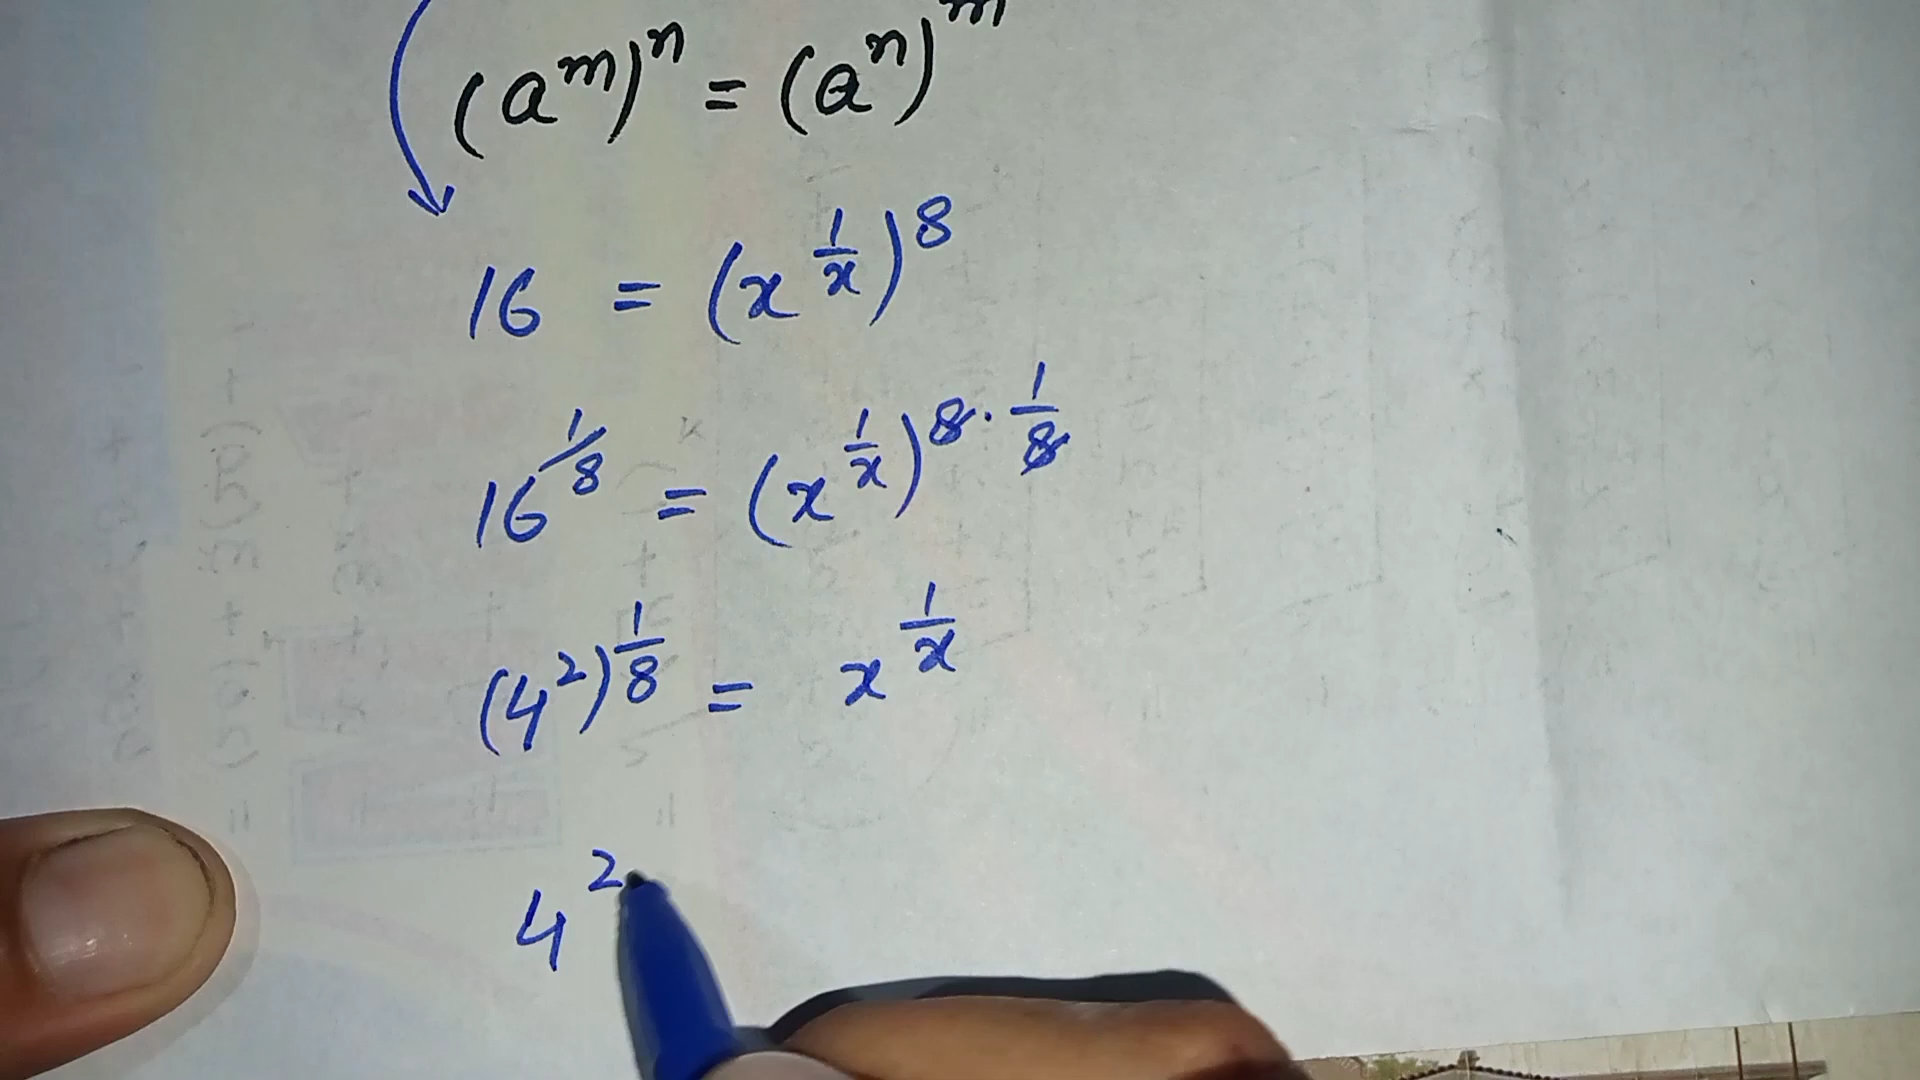 (a^m)^n = (a^n)^m
16 = (x^{1/x})^8
16^{1/8} = (x^{1/x})^{8 · 1/8}
(4^2)^{1/8} = x^{1/x}
4^2